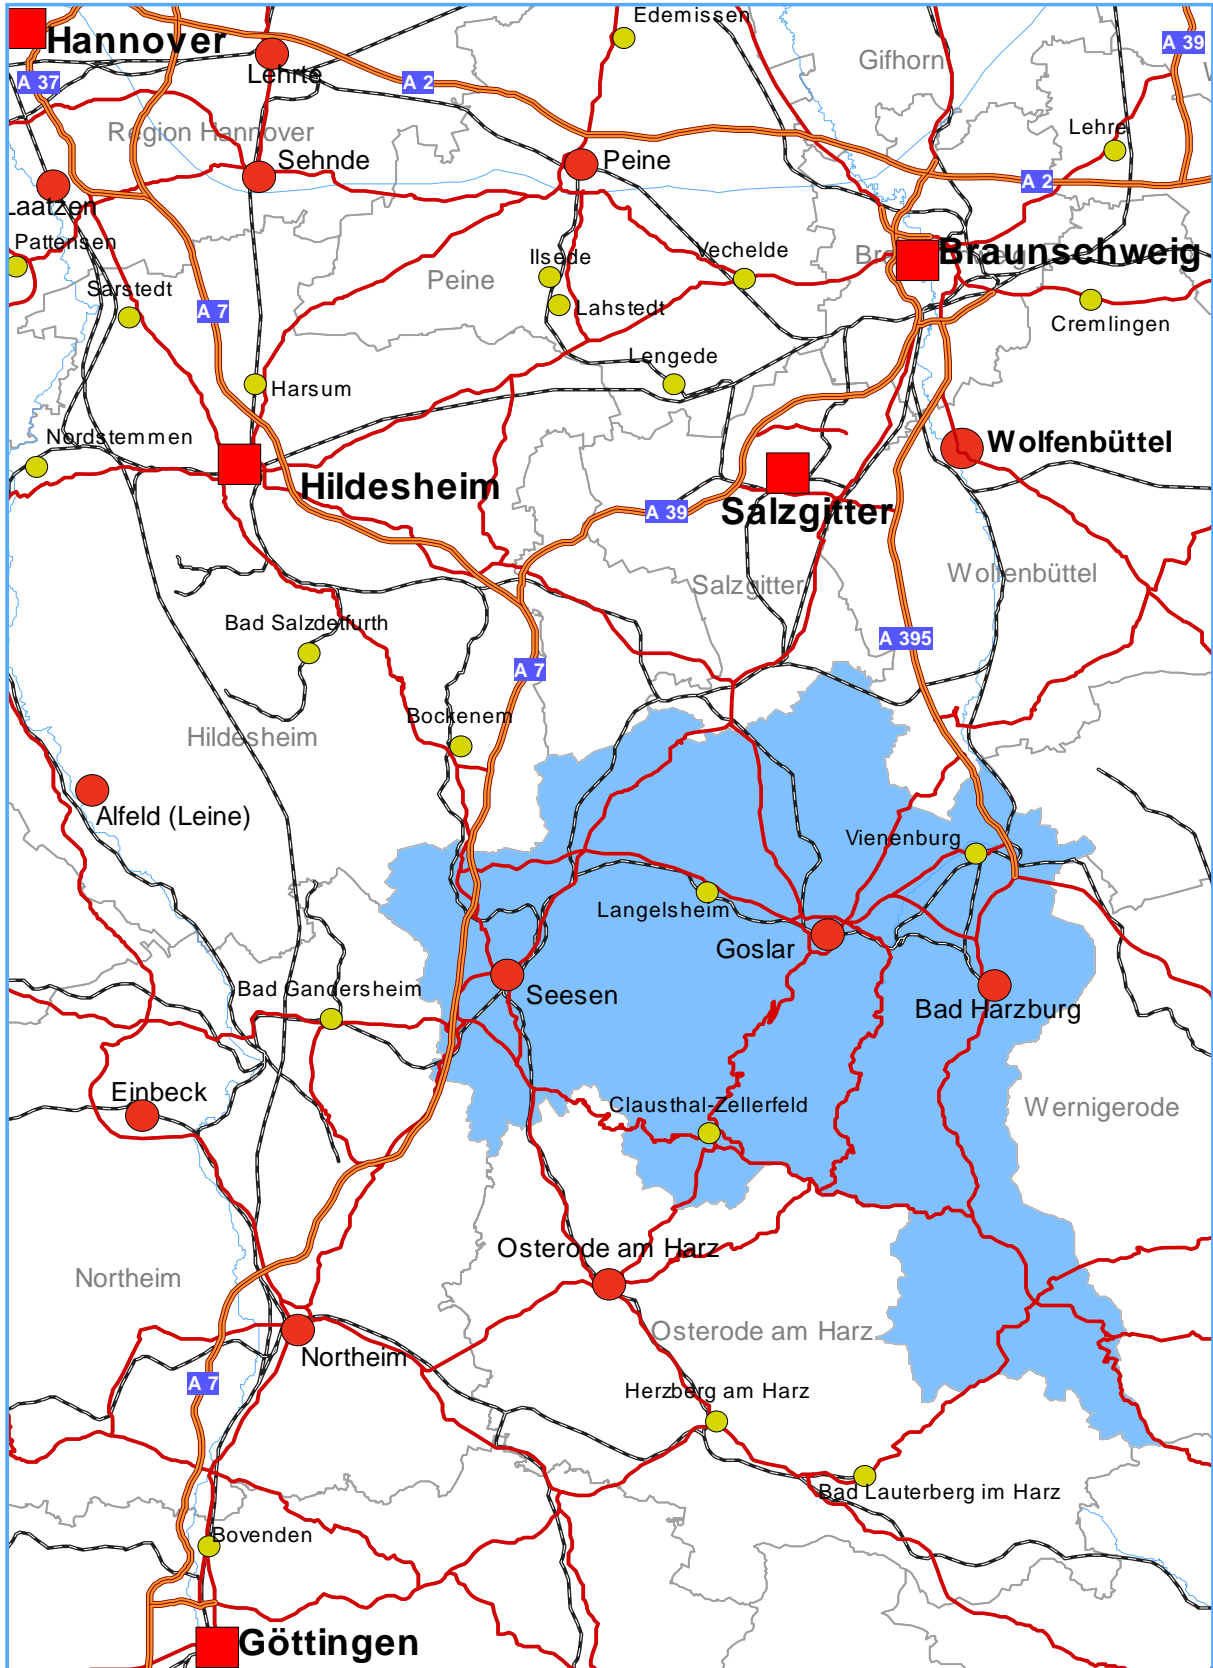 Edemissen
Hannover
A 39
Gifhorn
Lehrte
A 37
A 2
Region Hannover
Lehre
Sehnde
Peine
A 2
Laatzen
Pattensen
Ilsede
Vechelde
Braunschweig
Peine
Sarstedt
A 7
Lahstedt
Cremlingen
Lengede
Harsum
Nordstemmen
Wolfenbüttel
Hildesheim
A 39
Salzgitter
Salzgitter
Wolfenbüttel
Bad Salzdetfurth
A 395
A 7
Bockenem
Hildesheim
Alfeld (Leine)
Vienenburg
Langelsheim
Goslar
Bad Gandersheim
Seesen
Bad Harzburg
Einbeck
Clausthal-Zellerfeld
Wernigerode
Osterode am Harz
Northeim
Osterode am Harz
Northeim
A 7
Herzberg am Harz
Bad Lauterberg im Harz
Bovenden
Göttingen